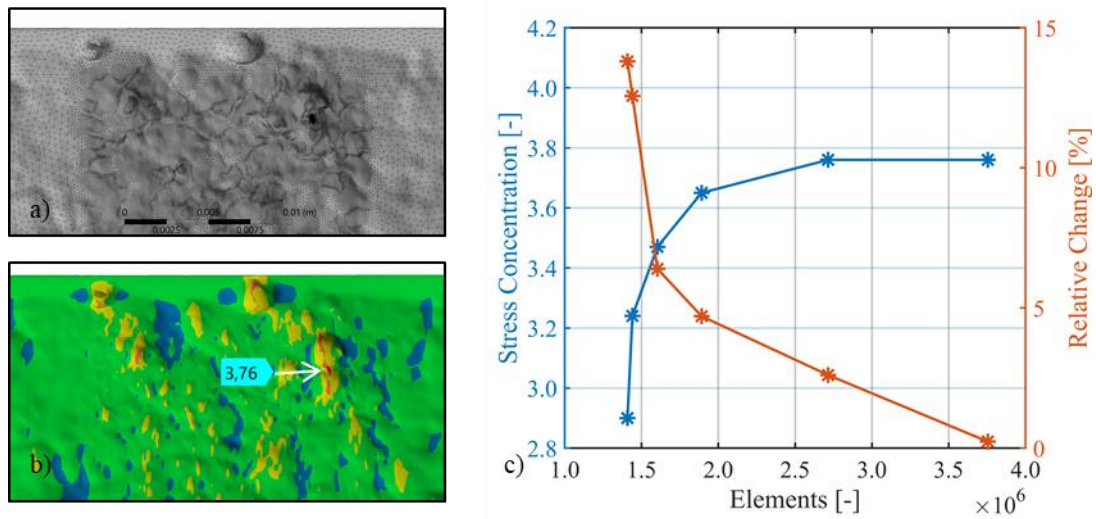 a)
0
0.005
0.01 (m)
0.0025
0.0075
b)
3,76
c)
Stress Concentration [-]
4.2
4.0
3.8
3.6
3.4
3.2
3.0
2.8
Relative Change [%]
15
10
5
0
1.0 1.5 2.0 2.5 3.0 3.5 4.0
Elements [-]
×10⁶